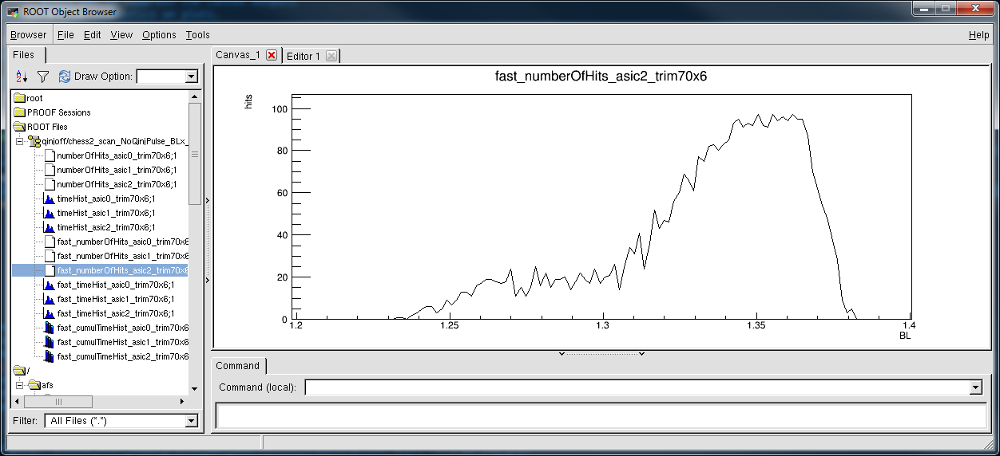 ROOT Object Browser
Browser File Edit View Options Tools Help
Files
Canvas_1 Editor 1
Draw Option:
root
PROOF Sessions
ROOT Files
qinjoff/chess2_scan_NoQinjPulse_BLx_
numberOfHits_asic0_trim70x6;1
numberOfHits_asic1_trim70x6;1
numberOfHits_asic2_trim70x6;1
timeHist_asic0_trim70x6;1
timeHist_asic1_trim70x6;1
timeHist_asic2_trim70x6;1
fast_numberOfHits_asic0_trim70x6
fast_numberOfHits_asic1_trim70x6
fast_numberOfHits_asic2_trim70x6
fast_timeHist_asic0_trim70x6;1
fast_timeHist_asic1_trim70x6;1
fast_timeHist_asic2_trim70x6;1
fast_cumulTimeHist_asic0_trim70x6
fast_cumulTimeHist_asic1_trim70x6
fast_cumulTimeHist_asic2_trim70x6
/
afs
Filter: All Files (*.*)
fast_numberOfHits_asic2_trim70x6
hits
100
80
60
40
20
0
1.2 1.25 1.3 1.35 1.4
BL
Command
Command (local):